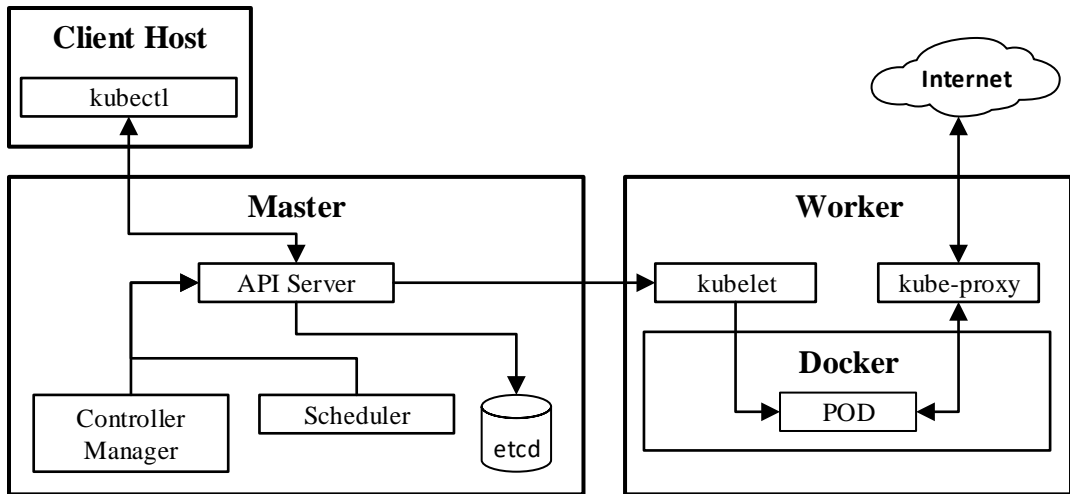 Client Host
kubectl
Internet
Master
Worker
API Server
kubelet
kube-proxy
Docker
POD
Controller
Manager
Scheduler
etcd